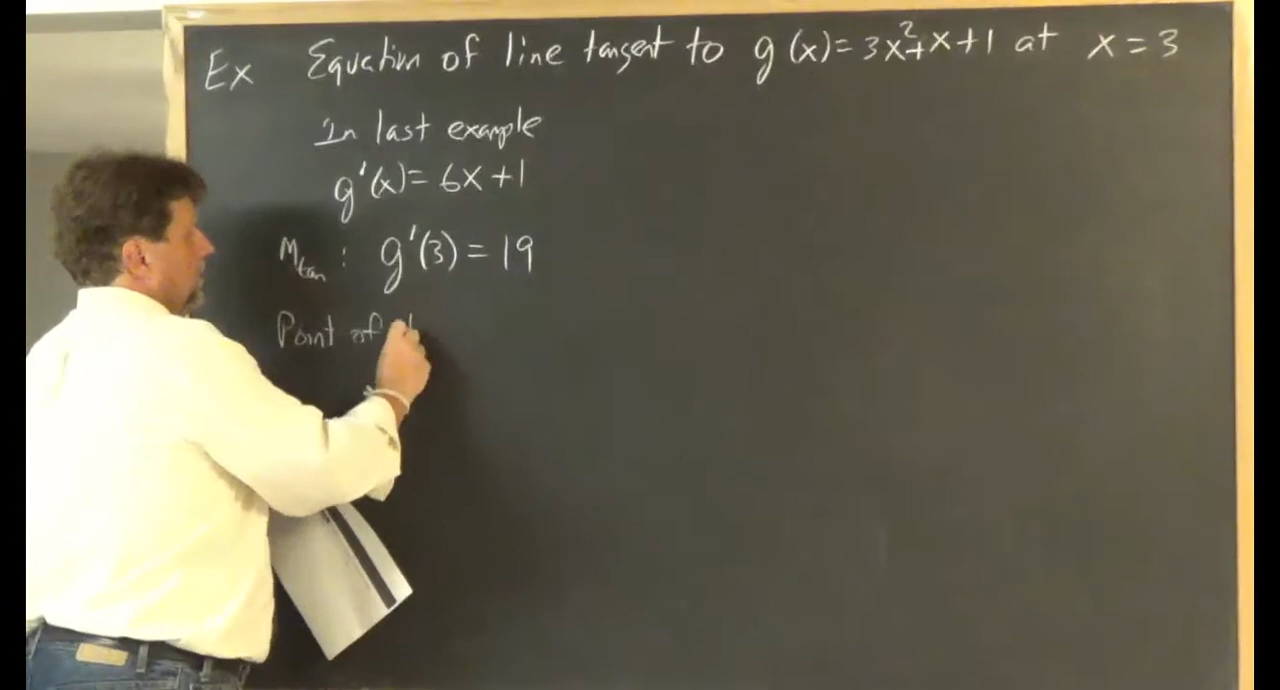 Ex Equation of line tangent to g(x)=3x²+x+1 at x=3
In last example
g'(x)=6x+1
Mtan: g'(3)=19
Point of